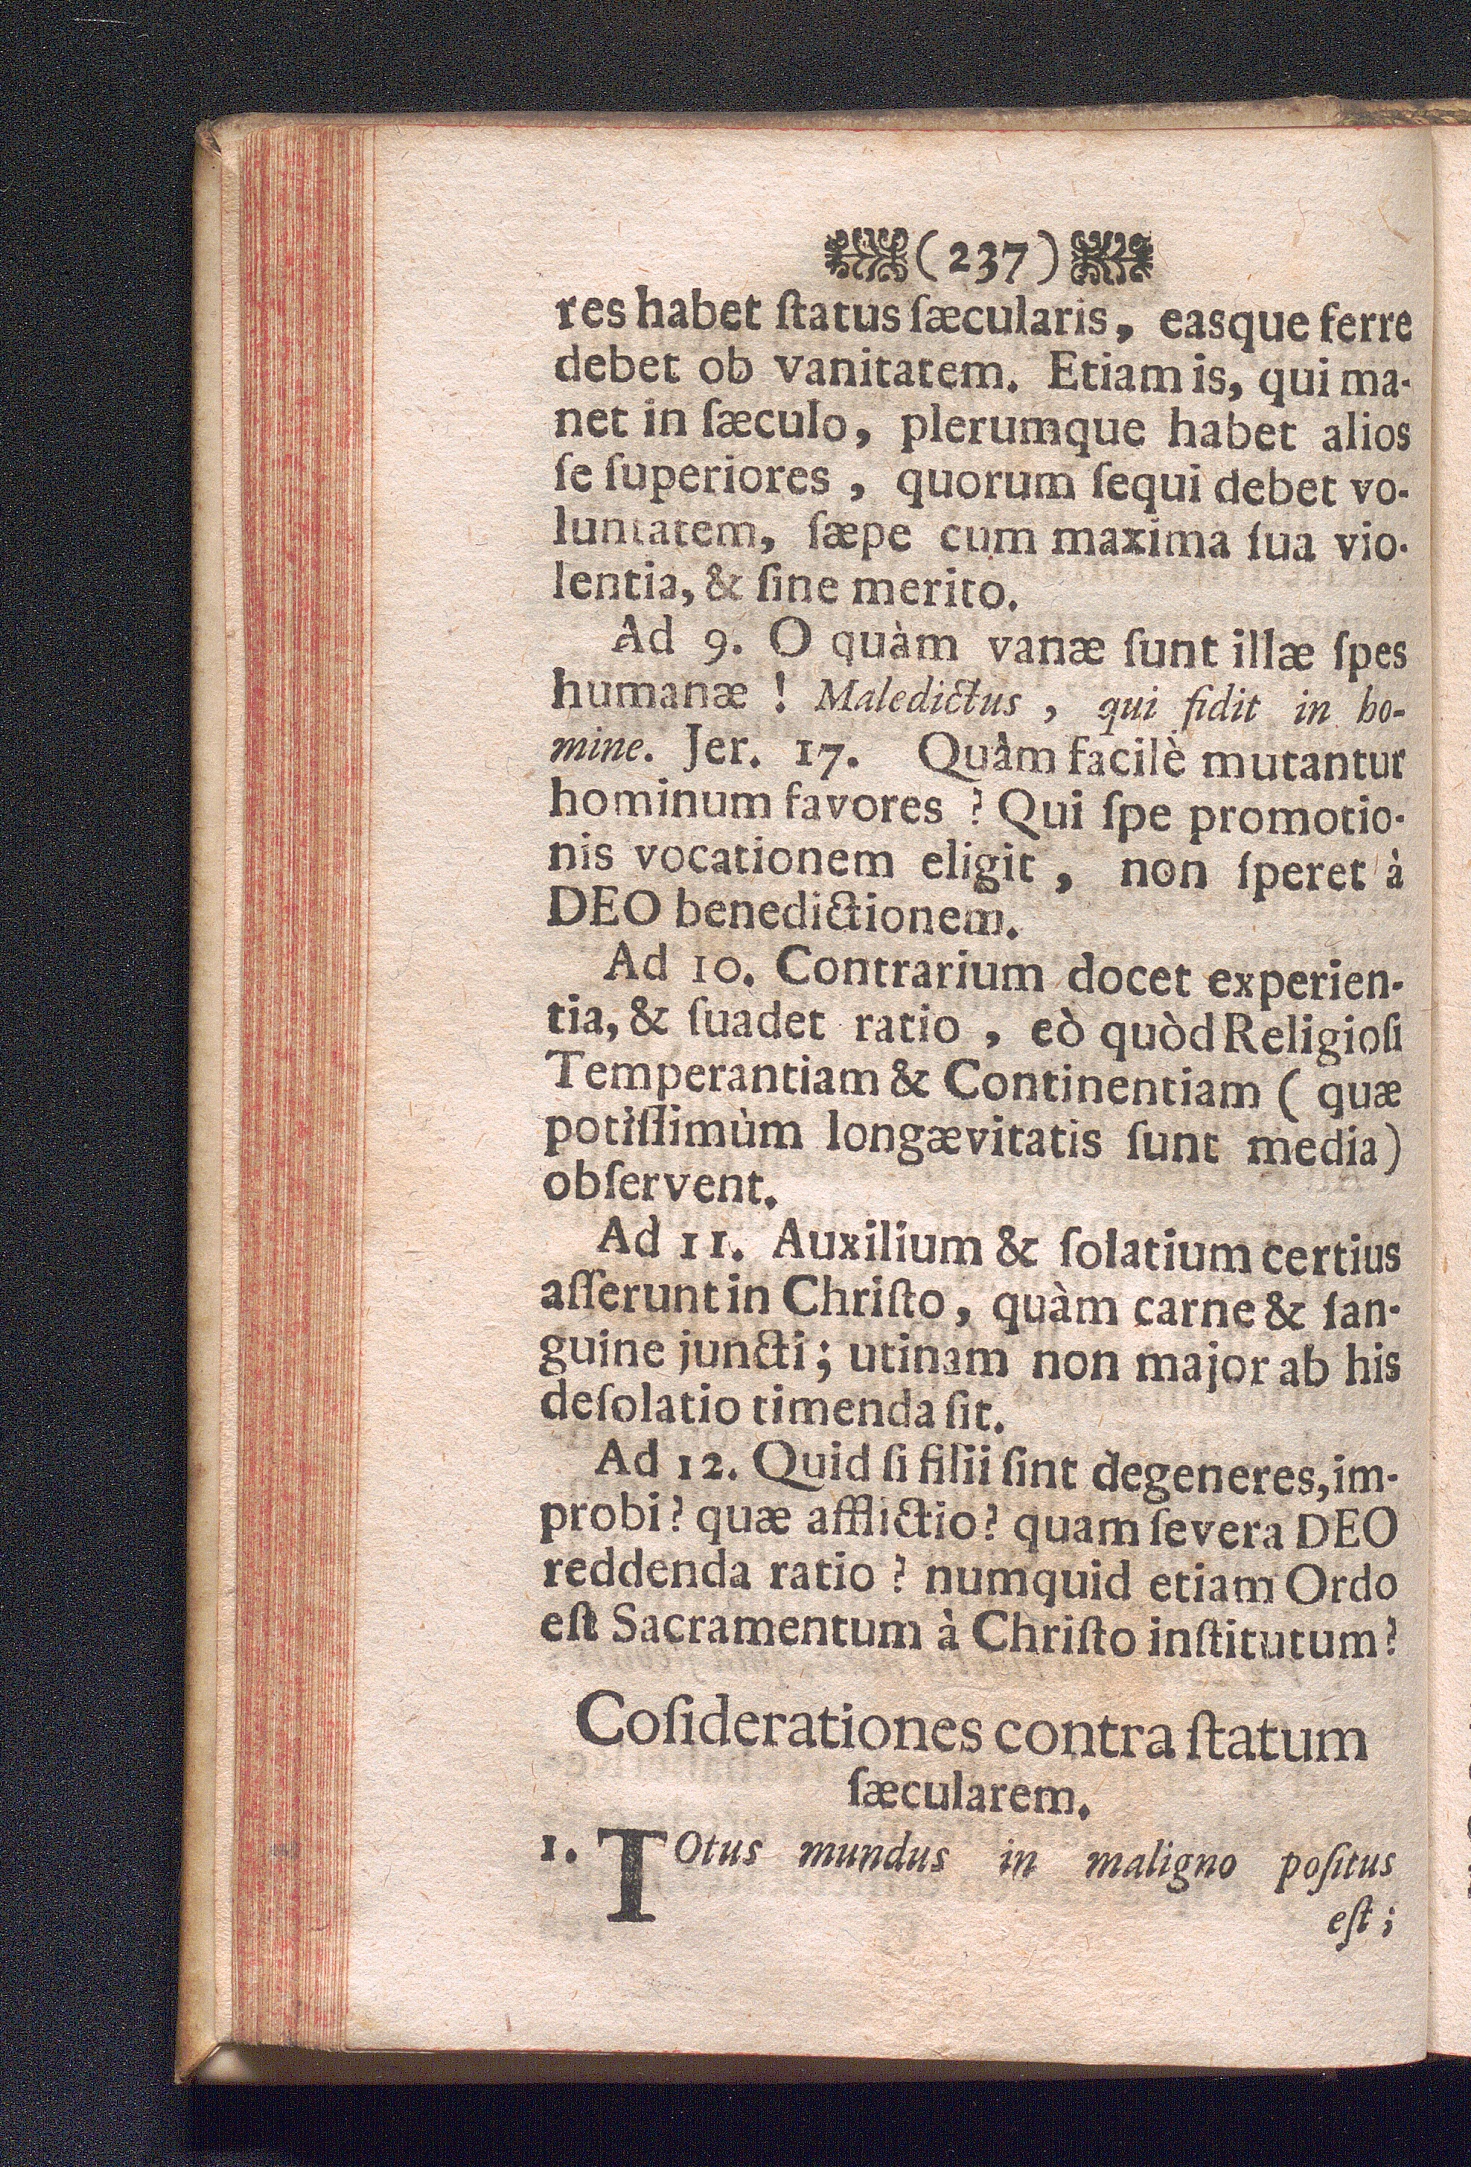 (237)
res habet ſtatus ſæcularis, easque ferre
debet ob vanitatem. Etiam is, qui ma-
net in ſæculo, plerumque habet alios
ſe ſuperiores, quorum ſequi debet vo-
luntatem, ſæpe cum maxima ſua vio-
lentia, & ſine merito.
Ad 9. O quàm vanæ ſunt illæ ſpes
humanæ! Maledictus, qui fidit in ho-
mine. Jer. 17. Quàm facilè mutantur
hominum favores? Qui ſpe promotio-
nis vocationem eligit, non ſperet à
DEO benedictionem.
Ad 10. Contrarium docet experien-
tia, & ſuadet ratio, eò quòd Religioſi
Temperantiam & Continentiam (quæ
potiſſimùm longævitatis ſunt media)
obſervent.
Ad 11. Auxilium & ſolatium certius
afferunt in Chriſto, quàm carne & ſan-
guine juncti; utinam non major ab his
deſolatio timenda ſit.
Ad 12. Quid ſi filii ſint degeneres, im-
probi? quæ afflictio? quam ſevera DEO
reddenda ratio? numquid etiam Ordo
eſt Sacramentum à Chriſto inſtitutum?
Coſiderationes contra ſtatum
ſæcularem.
1. TOtus mundus in maligno poſitus
eſt;